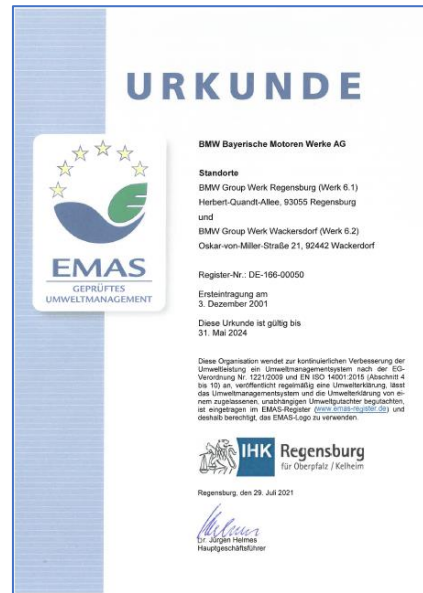 URKUNDE
EMAS
GEPRÜFTES
UMWELTMANAGEMENT
BMW Bayerische Motoren Werke AG
Standorte
BMW Group Werk Regensburg (Werk 6.1)
Herbert-Quandt-Allee, 93055 Regensburg
und
BMW Group Werk Wackersdorf (Werk 6.2)
Oskar-von-Miller-Straße 21, 92442 Wackerdorf
Register-Nr.: DE-166-00050
Ersteintragung am
3. Dezember 2001
Diese Urkunde ist gültig bis
31. Mai 2024
Diese Organisation wendet zur kontinuierlichen Verbesserung der
Umweltleistung ein Umweltmanagementsystem nach der EG-
Verordnung Nr. 1221/2009 und EN ISO 14001:2015 (Abschnitt 4
bis 10) an, veröffentlicht regelmäßig eine Umwelterklärung, lässt
das Umweltmanagementsystem und die Umwelterklärung von ei-
nem zugelassenen, unabhängigen Umweltgutachter begutachten,
ist eingetragen im EMAS-Register (www.emas-register.de) und
deshalb berechtigt, das EMAS-Logo zu verwenden.
IHK Regensburg
für Oberpfalz / Kelheim
Regensburg, den 29. Juli 2021
Dr. Jürgen Helmes
Hauptgeschäftsführer